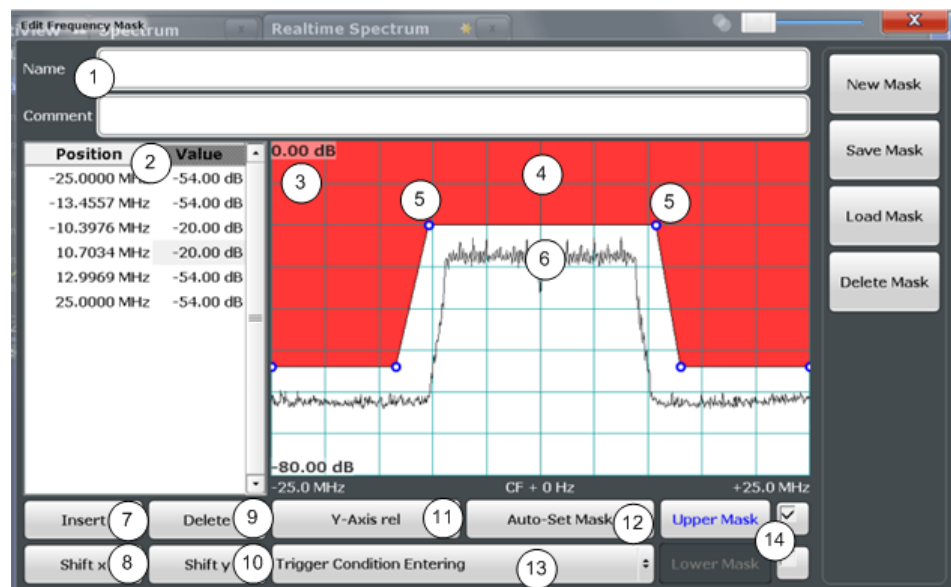 Edit Frequency Mask
Spectrum
Realtime Spectrum
x
Name
1
Comment
New Mask
Save Mask
Load Mask
Delete Mask
Position 2 Value
-25.0000 MHz -54.00 dB
-13.4557 MHz -54.00 dB
-10.3976 MHz -20.00 dB
10.7034 MHz -20.00 dB
12.9969 MHz -54.00 dB
25.0000 MHz -54.00 dB
0.00 dB
3
4
5
5
6
-80.00 dB
-25.0 MHz CF + 0 Hz +25.0 MHz
Insert 7 Delete 9 Y-Axis rel 11 Auto-Set Mask 12 Upper Mask
14
Shift x 8 Shift y 10 Trigger Condition Entering 13 Lower Mask